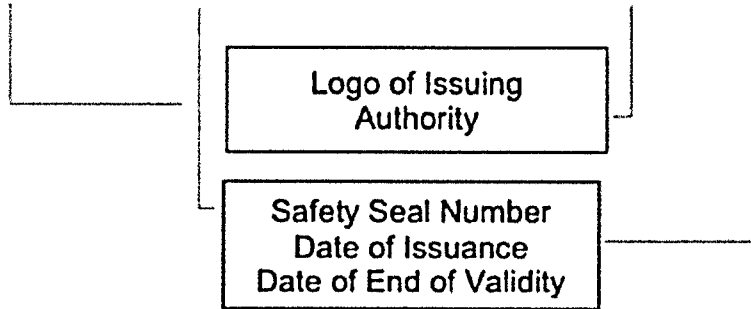 Logo of Issuing
Authority
Safety Seal Number
Date of Issuance
Date of End of Validity